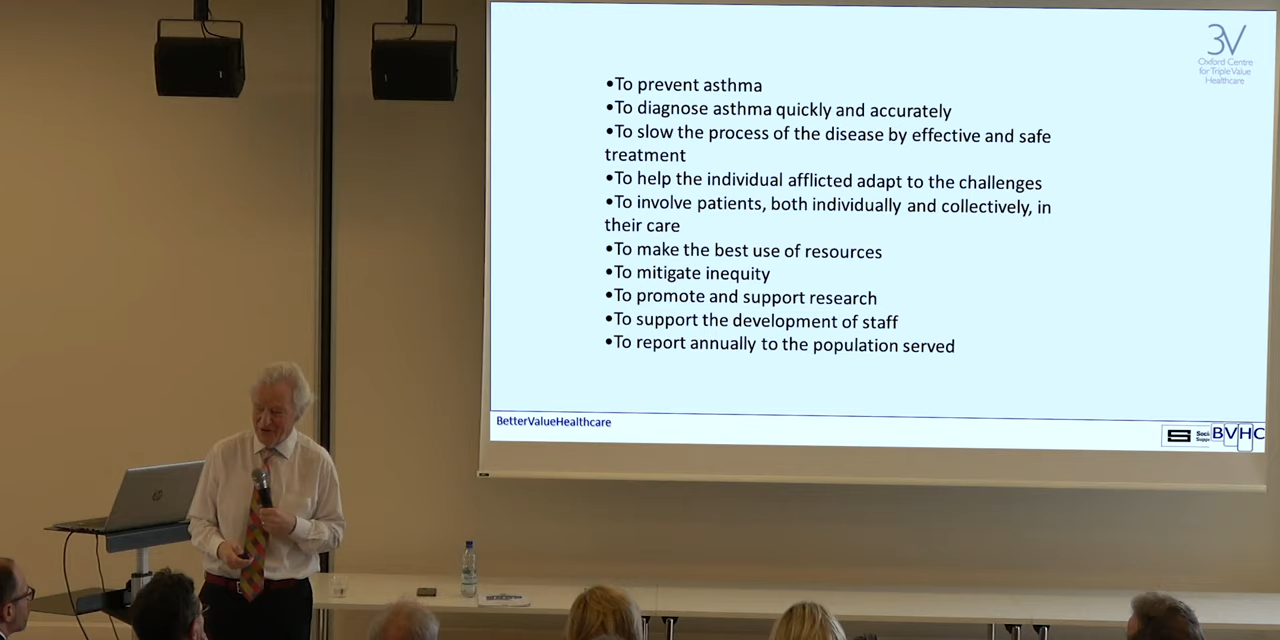 3V
Oxford Centre
for Triple Value
Healthcare
•To prevent asthma
•To diagnose asthma quickly and accurately
•To slow the process of the disease by effective and safe
treatment
•To help the individual afflicted adapt to the challenges
•To involve patients, both individually and collectively, in
their care
•To make the best use of resources
•To mitigate inequity
•To promote and support research
•To support the development of staff
•To report annually to the population served
BetterValueHealthcare
BVHC
hp